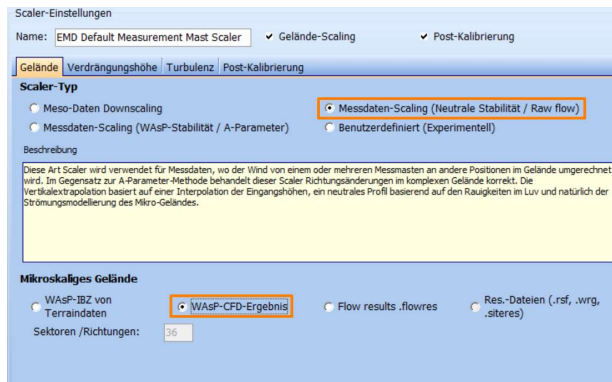 Scaler-Einstellungen
Name: EMD Default Measurement Mast Scaler Gelände-Scaling Post-Kalibrierung
Gelände Verdrängungshöhe Turbulenz Post-Kalibrierung
Scaler-Typ
Meso-Daten Downscaling Messdaten-Scaling (Neutrale Stabilität / Raw flow)
Messdaten-Scaling (WAsP-Stabilität / A-Parameter) Benutzerdefiniert (Experimentell)
Beschreibung
Diese Art Scaler wird verwendet für Messdaten, wo der Wind von einem oder mehreren Messmasten an andere Positionen im Gelände umgerechnet
wird. Im Gegensatz zur A-Parameter-Methode behandelt dieser Scaler Richtungsänderungen im komplexen Gelände korrekt. Die
Vertikalextrapolation basiert auf einer Interpolation der Eingangshöhen, ein neutrales Profil basierend auf den Rauigkeiten im Luv und natürlich der
Strömungsmodellierung des Mikro-Geländes.
Mikroskaliges Gelände
WAsP-IBZ von
Terraindaten
WAsP-CFD-Ergebnis
Flow results .flowres
Res.-Dateien (.rsf, .wrg,
.siteres)
Sektoren /Richtungen: 36